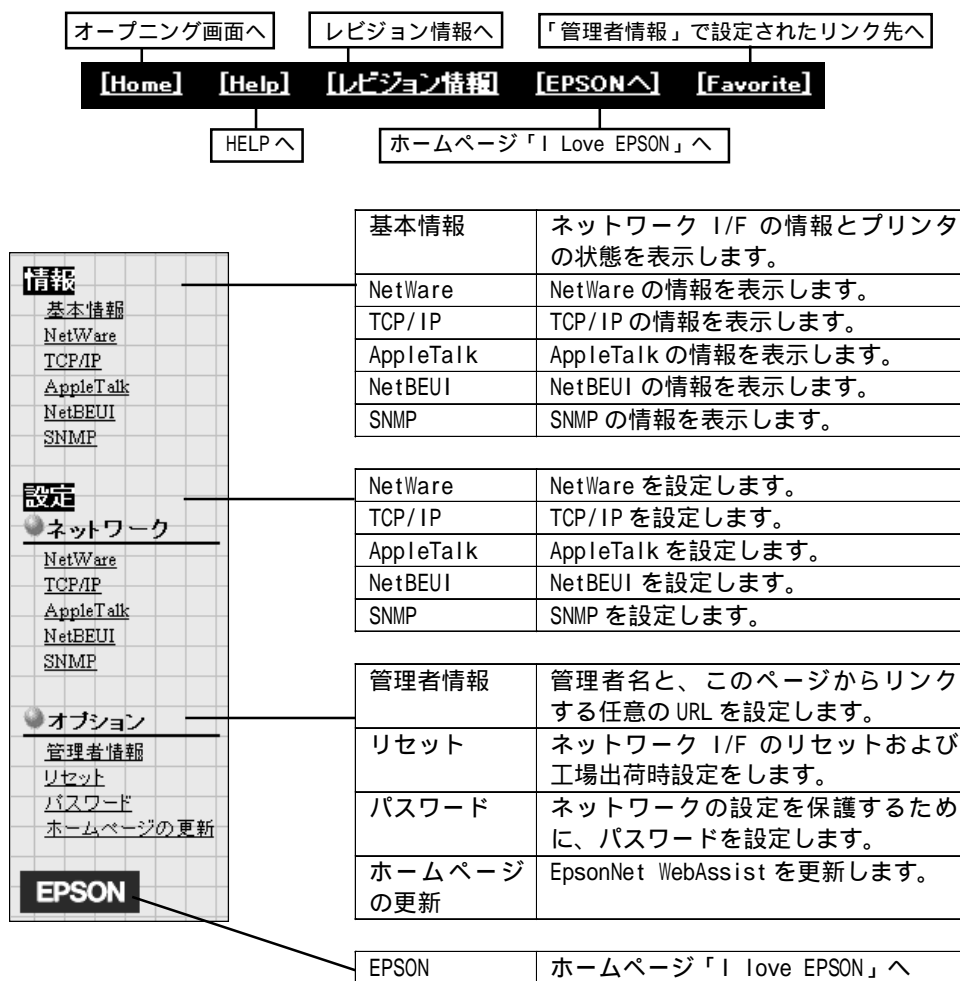 オープニング画面へ
レビジョン情報へ
「管理者情報」で設定されたリンク先へ
[Home] [Help] [レビジョン情報] [EPSONへ] [Favorite]
HELPへ
ホームページ「I Love EPSON」へ
情報
基本情報
NetWare
TCP/IP
AppleTalk
NetBEUI
SNMP
設定
ネットワーク
NetWare
TCP/IP
AppleTalk
NetBEUI
SNMP
オプション
管理者情報
リセット
パスワード
ホームページの更新
EPSON
基本情報 ネットワーク I/F の情報とプリンタ
の状態を表示します。
NetWare NetWare の情報を表示します。
TCP/IP TCP/IP の情報を表示します。
AppleTalk AppleTalk の情報を表示します。
NetBEUI NetBEUI の情報を表示します。
SNMP SNMP の情報を表示します。
NetWare NetWare を設定します。
TCP/IP TCP/IP を設定します。
AppleTalk AppleTalk を設定します。
NetBEUI NetBEUI を設定します。
SNMP SNMP を設定します。
管理者情報 管理者名と、このページからリンク
する任意の URL を設定します。
リセット ネットワーク I/F のリセットおよび
工場出荷時設定をします。
パスワード ネットワークの設定を保護するため
に、パスワードを設定します。
ホームページ EpsonNet WebAssist を更新します。
の更新
EPSON ホームページ「I love EPSON」へ